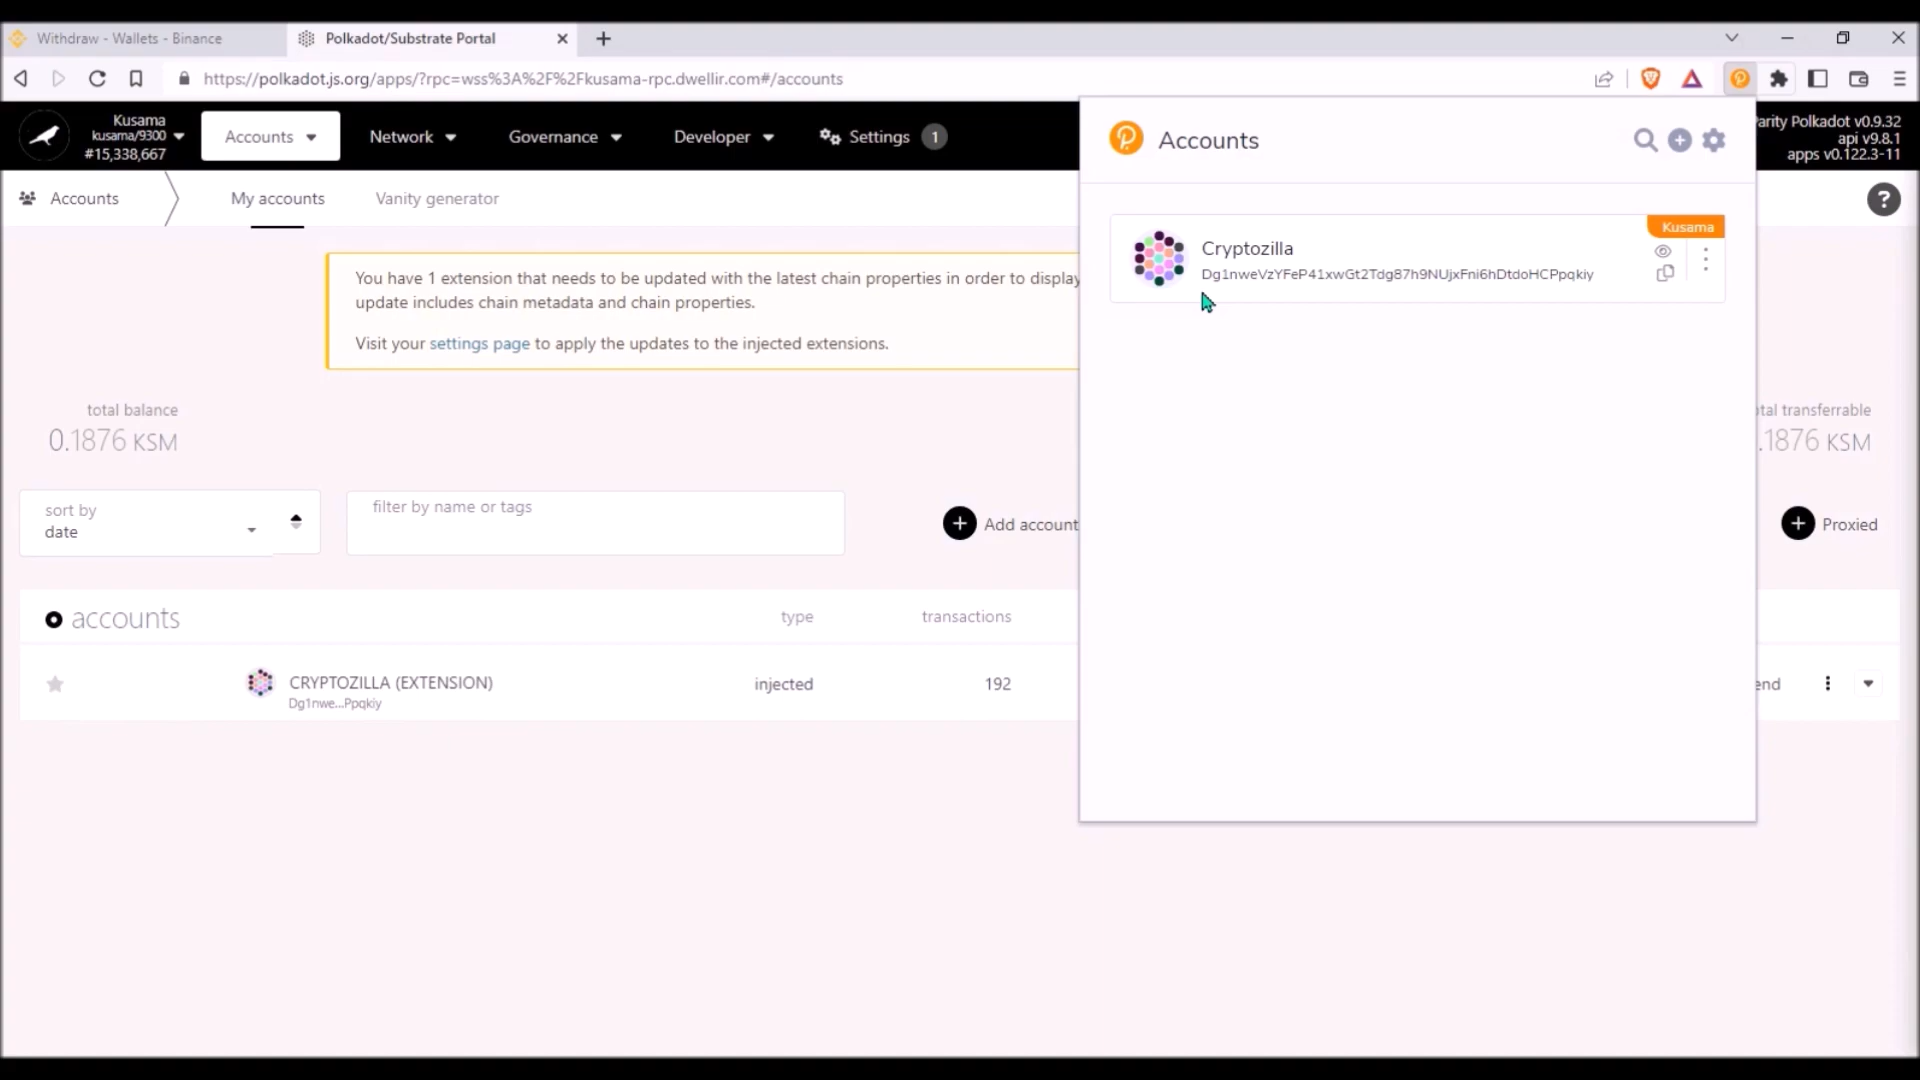 Withdraw - Wallets - Binance
Polkadot/Substrate Portal
https://polkadot.js.org/apps/?rpc=wss%3A%2F%2Fkusama-rpc.dwellir.com#/accounts
Kusama
kusama/9300
#15,338,667
Accounts
Network
Governance
Developer
Settings
1
arity Polkadot v0.9.32
api v9.8.1
apps v0.122.3-11
Accounts
My accounts
Vanity generator
?
Accounts
Kusama
Cryptozilla
Dg1nweVzYFeP41xwGt2Tdg87h9NUjxFni6hDtdoHCPpqkiy
You have 1 extension that needs to be updated with the latest chain properties in order to display
update includes chain metadata and chain properties.
Visit your settings page to apply the updates to the injected extensions.
total balance
0.1876 KSM
tal transferrable
.1876 KSM
sort by
date
filter by name or tags
Add account
Proxied
accounts
type
transactions
CRYPTOZILLA (EXTENSION)
Dg1nwe...Ppqkiy
injected
192
end